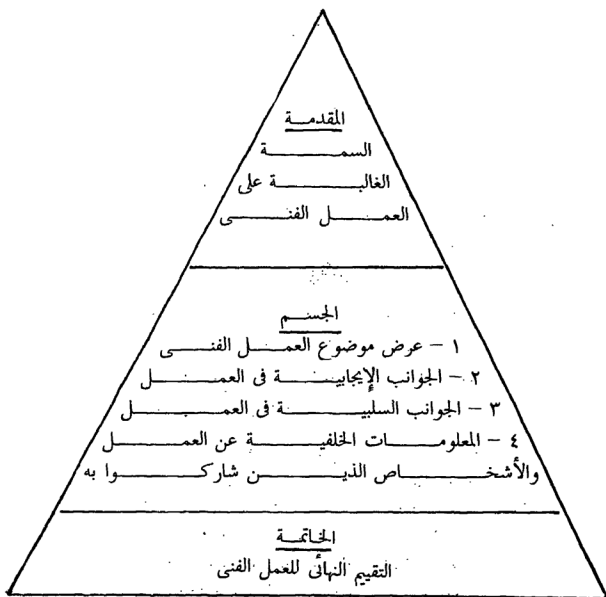 المقدمة
السمة
الغالبة على
العمل الفنى
الجسم
١ - عرض موضوع العمل الفنى
٢ - الجوانب الإيجابية فى العمل
٣ - الجوانب السلبية فى العمل
٤ - المعلومات الخلفية عن العمل
والأشخاص الذين شاركوا به
الخاتمة
التقييم النهائى للعمل الفنى